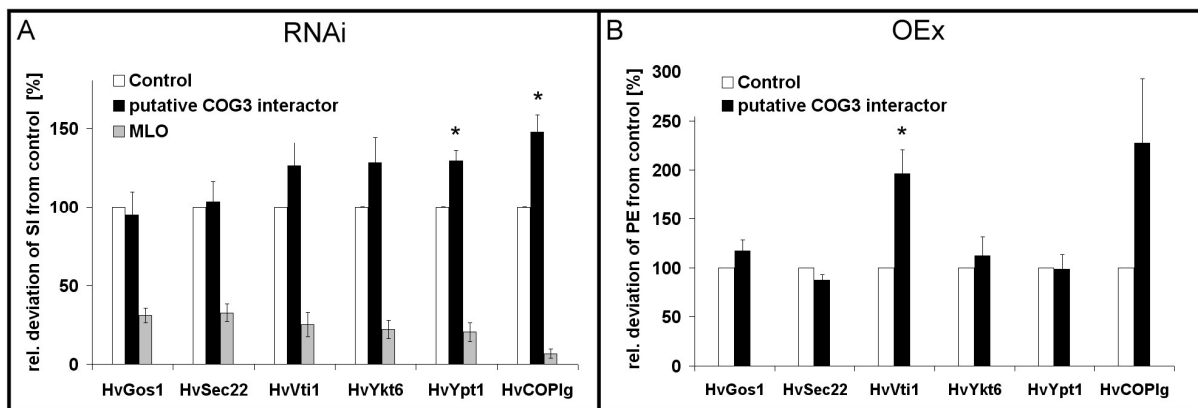 A
RNAi
Control
putative COG3 interactor
MLO
rel. deviation of SI from control [%]
150
100
50
0
*
*
HvGos1 HvSec22 HvVti1 HvYkt6 HvYpt1 HvCOPIg
B
OEx
Control
putative COG3 interactor
rel. deviation of PE from control [%]
300
250
200
150
100
50
0
*
HvGos1 HvSec22 HvVti1 HvYkt6 HvYpt1 HvCOPIg